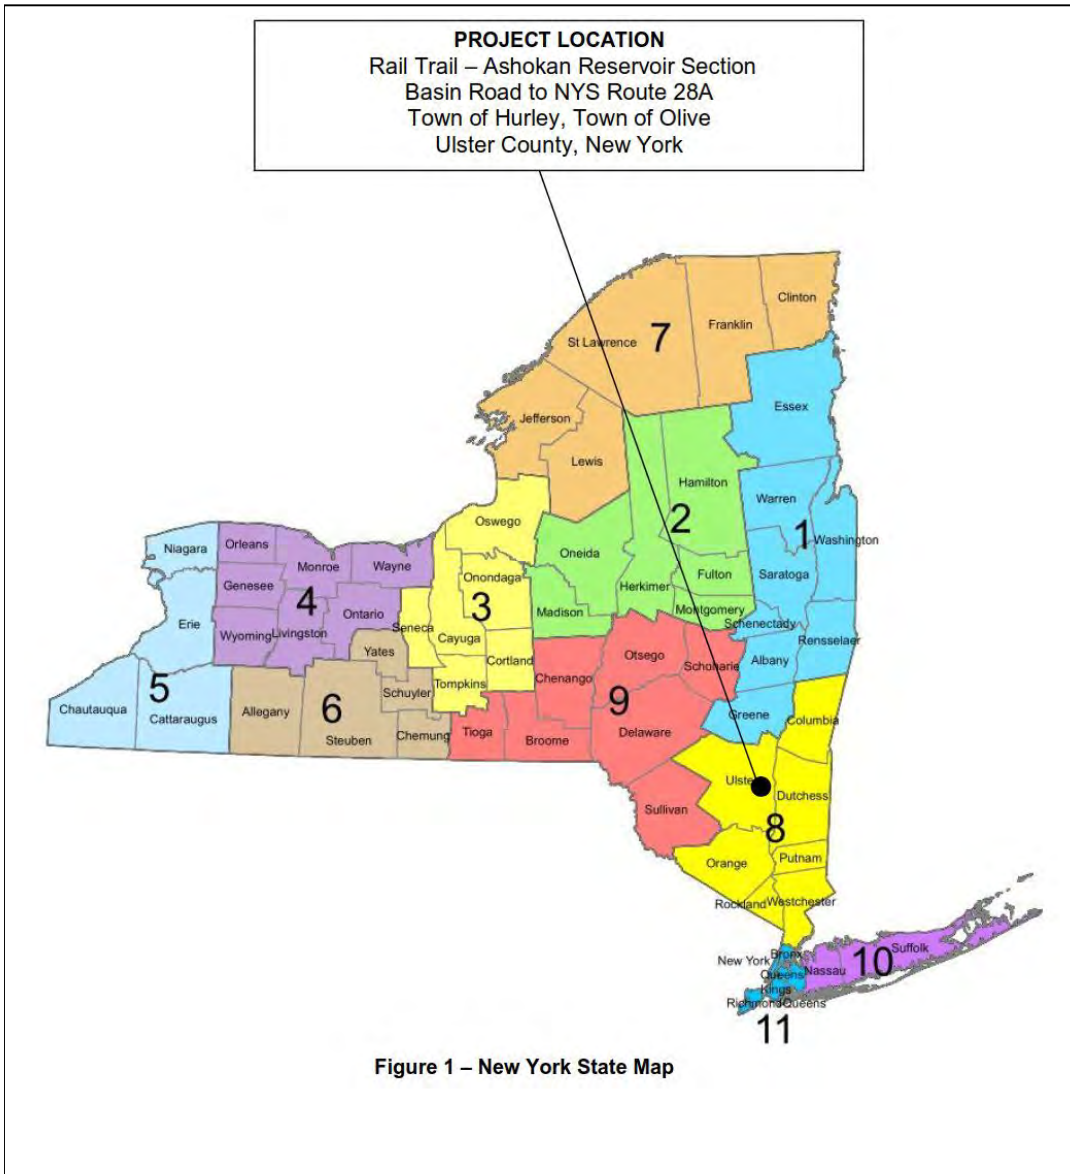 PROJECT LOCATION
Rail Trail – Ashokan Reservoir Section
Basin Road to NYS Route 28A
Town of Hurley, Town of Olive
Ulster County, New York
Clinton
Franklin
St Lawrence
7
Essex
Jefferson
Lewis
Hamilton
Warren
2
1
Washington
Oswego
Oneida
Niagara
Orleans
Monroe
Wayne
Onondaga
Fulton
Saratoga
Genesee
Herkimer
4
Ontario
3
Madison
Montgomery
Erie
Seneca
Schenectady
Wyoming
Livingston
Cayuga
Rensselaer
Yates
Otsego
Cortland
Schoharie
Albany
Chenango
Tompkins
5
Schuyler
Chautauqua
Cattaraugus
Allegany
6
9
Greene
Columbia
Steuben
Chemung
Tioga
Broome
Delaware
Ulster
Dutchess
Sullivan
8
Orange
Putnam
Rockland
Westchester
Suffolk
Bronx
New York
10
Nassau
Queens
Kings
Richmond
Queens
11
Figure 1 – New York State Map